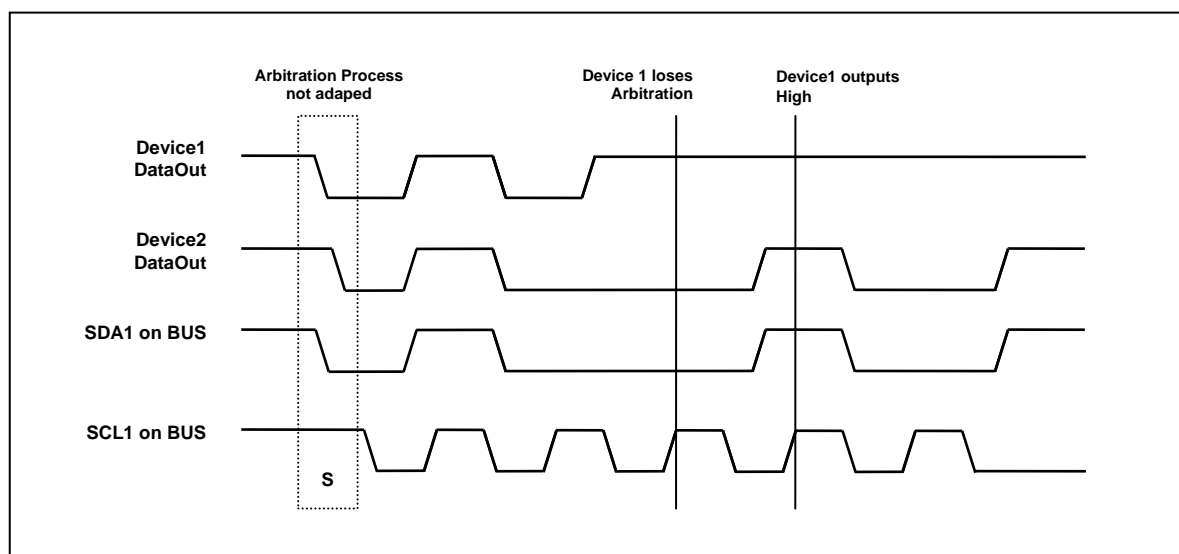 Arbitration Process
not adaped
Device 1 loses
Arbitration
Device1 outputs
High
Device1
DataOut
Device2
DataOut
SDA1 on BUS
SCL1 on BUS
S